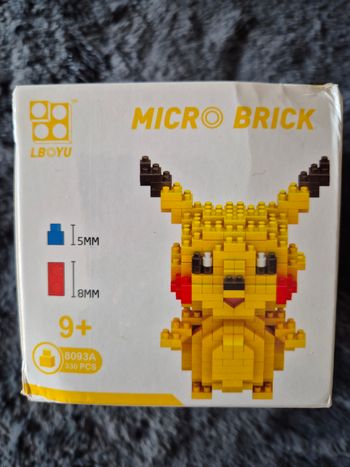 LBOYU
MICRO BRICK
5MM
8MM
9+
8093A
330 PCS